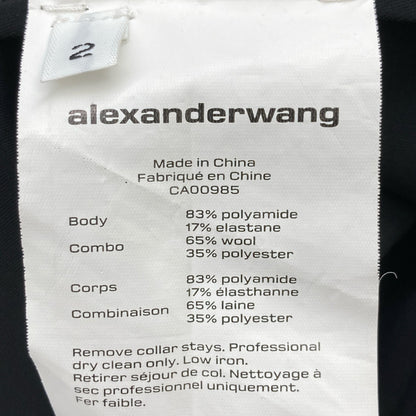 2
alexanderwang
Made in China
Fabriqué en Chine
CA00985
Body 83% polyamide
17% elastane
Combo 65% wool
35% polyester
Corps 83% polyamide
17% élasthanne
Combinaison 65% laine
35% polyester
Remove collar stays. Professional
dry clean only. Low iron.
Retirer séjour de col. Nettoyage à
sec professionnel uniquement.
Fer faible.